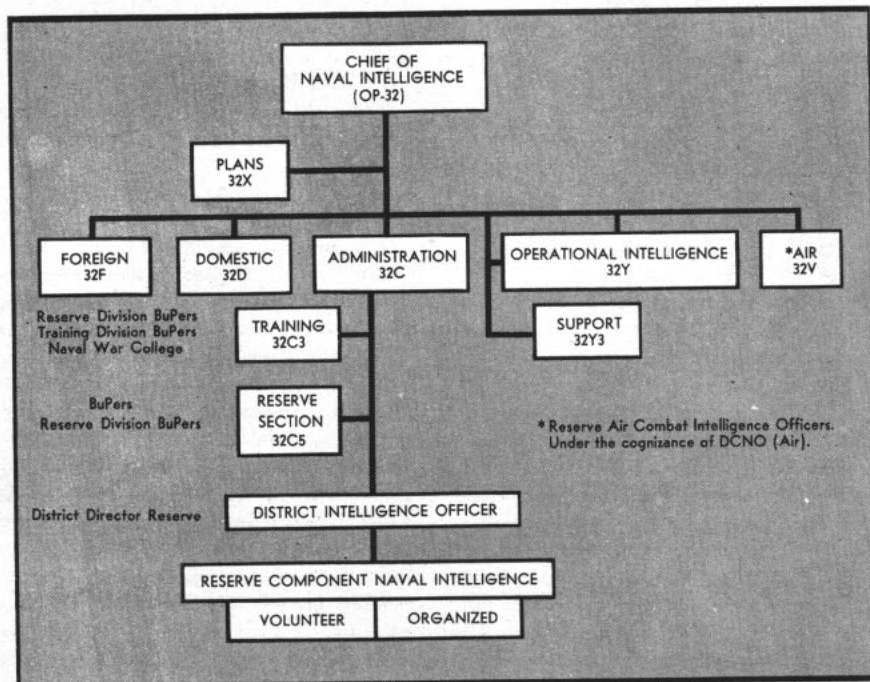 CHIEF OF
NAVAL INTELLIGENCE
(OP-32)
PLANS
32X
FOREIGN
32F
DOMESTIC
32D
ADMINISTRATION
32C
OPERATIONAL INTELLIGENCE
32Y
*AIR
32V
Reserve Division BuPers
Training Division BuPers
Naval War College
TRAINING
32C3
SUPPORT
32Y3
BuPers
Reserve Division BuPers
RESERVE
SECTION
32C5
* Reserve Air Combat Intelligence Officers.
Under the cognizance of DCNO (Air).
District Director Reserve
DISTRICT INTELLIGENCE OFFICER
RESERVE COMPONENT NAVAL INTELLIGENCE
VOLUNTEER
ORGANIZED